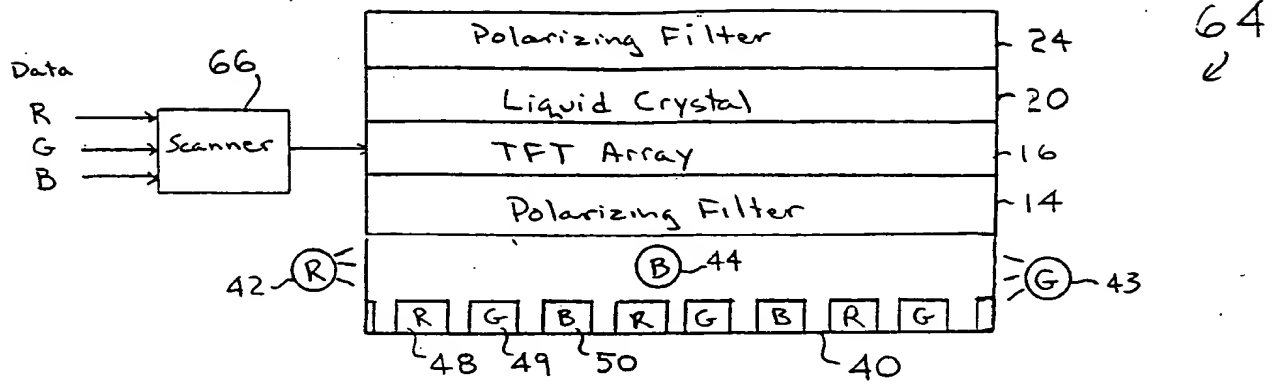 64
Polarizing Filter 24
Data 66
Liquid Crystal 20
R
G Scanner TFT Array 16
B
Polarizing Filter 14
42 R B 44 G 43
R G B R G B R G
48 49 50 40